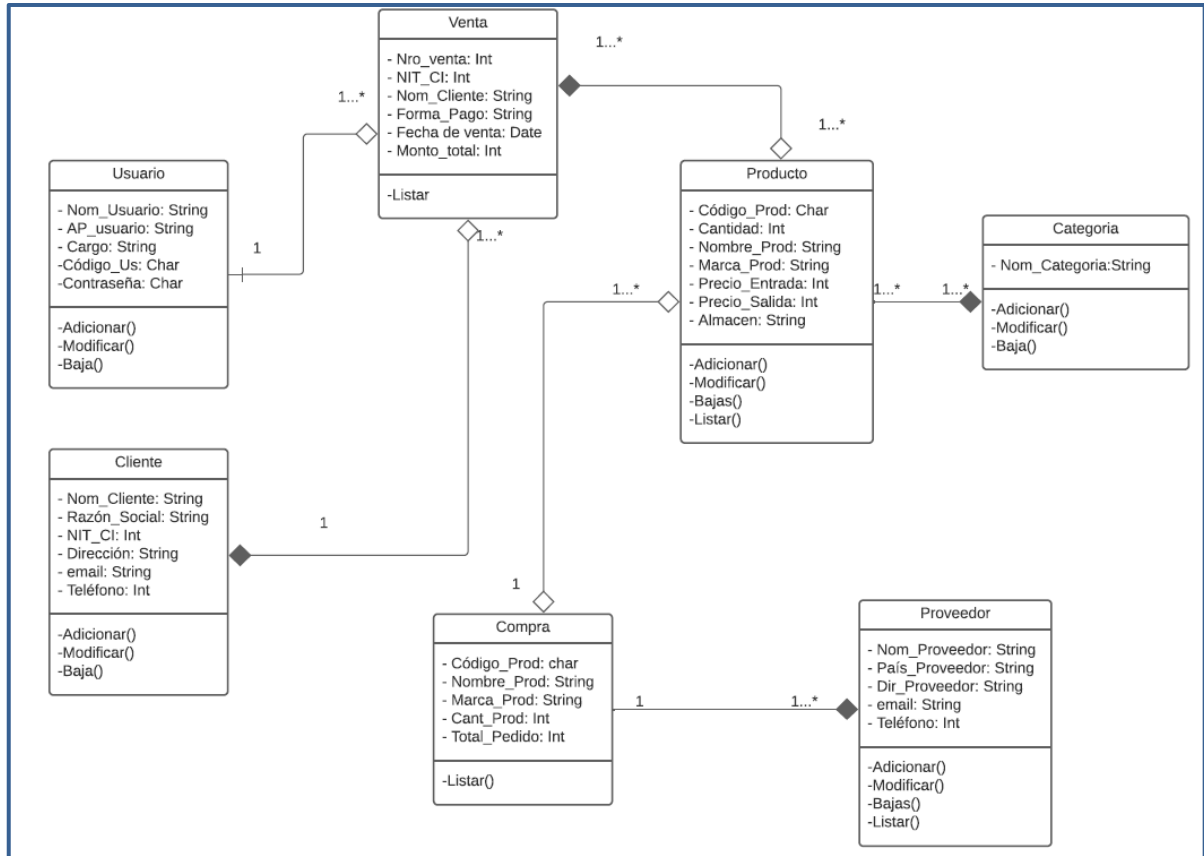 Venta
- Nro_venta: Int
- NIT_CI: Int
- Nom_Cliente: String
- Forma_Pago: String
- Fecha de venta: Date
- Monto_total: Int
-Listar
1...*
1...*
1...*
1
1...*
Usuario
- Nom_Usuario: String
- AP_usuario: String
- Cargo: String
-Código_Us: Char
-Contraseña: Char
-Adicionar()
-Modificar()
-Baja()
Producto
- Código_Prod: Char
- Cantidad: Int
- Nombre_Prod: String
- Marca_Prod: String
- Precio_Entrada: Int
- Precio_Salida: Int
- Almacen: String
-Adicionar()
-Modificar()
-Bajas()
-Listar()
1...*
1...*
1...*
Categoria
- Nom_Categoria:String
-Adicionar()
-Modificar()
-Baja()
Cliente
- Nom_Cliente: String
- Razón_Social: String
- NIT_CI: Int
- Dirección: String
- email: String
- Teléfono: Int
-Adicionar()
-Modificar()
-Baja()
1
1
Compra
- Código_Prod: char
- Nombre_Prod: String
- Marca_Prod: String
- Cant_Prod: Int
- Total_Pedido: Int
-Listar()
1
1...*
Proveedor
- Nom_Proveedor: String
- País_Proveedor: String
- Dir_Proveedor: String
- email: String
- Teléfono: Int
-Adicionar()
-Modificar()
-Bajas()
-Listar()